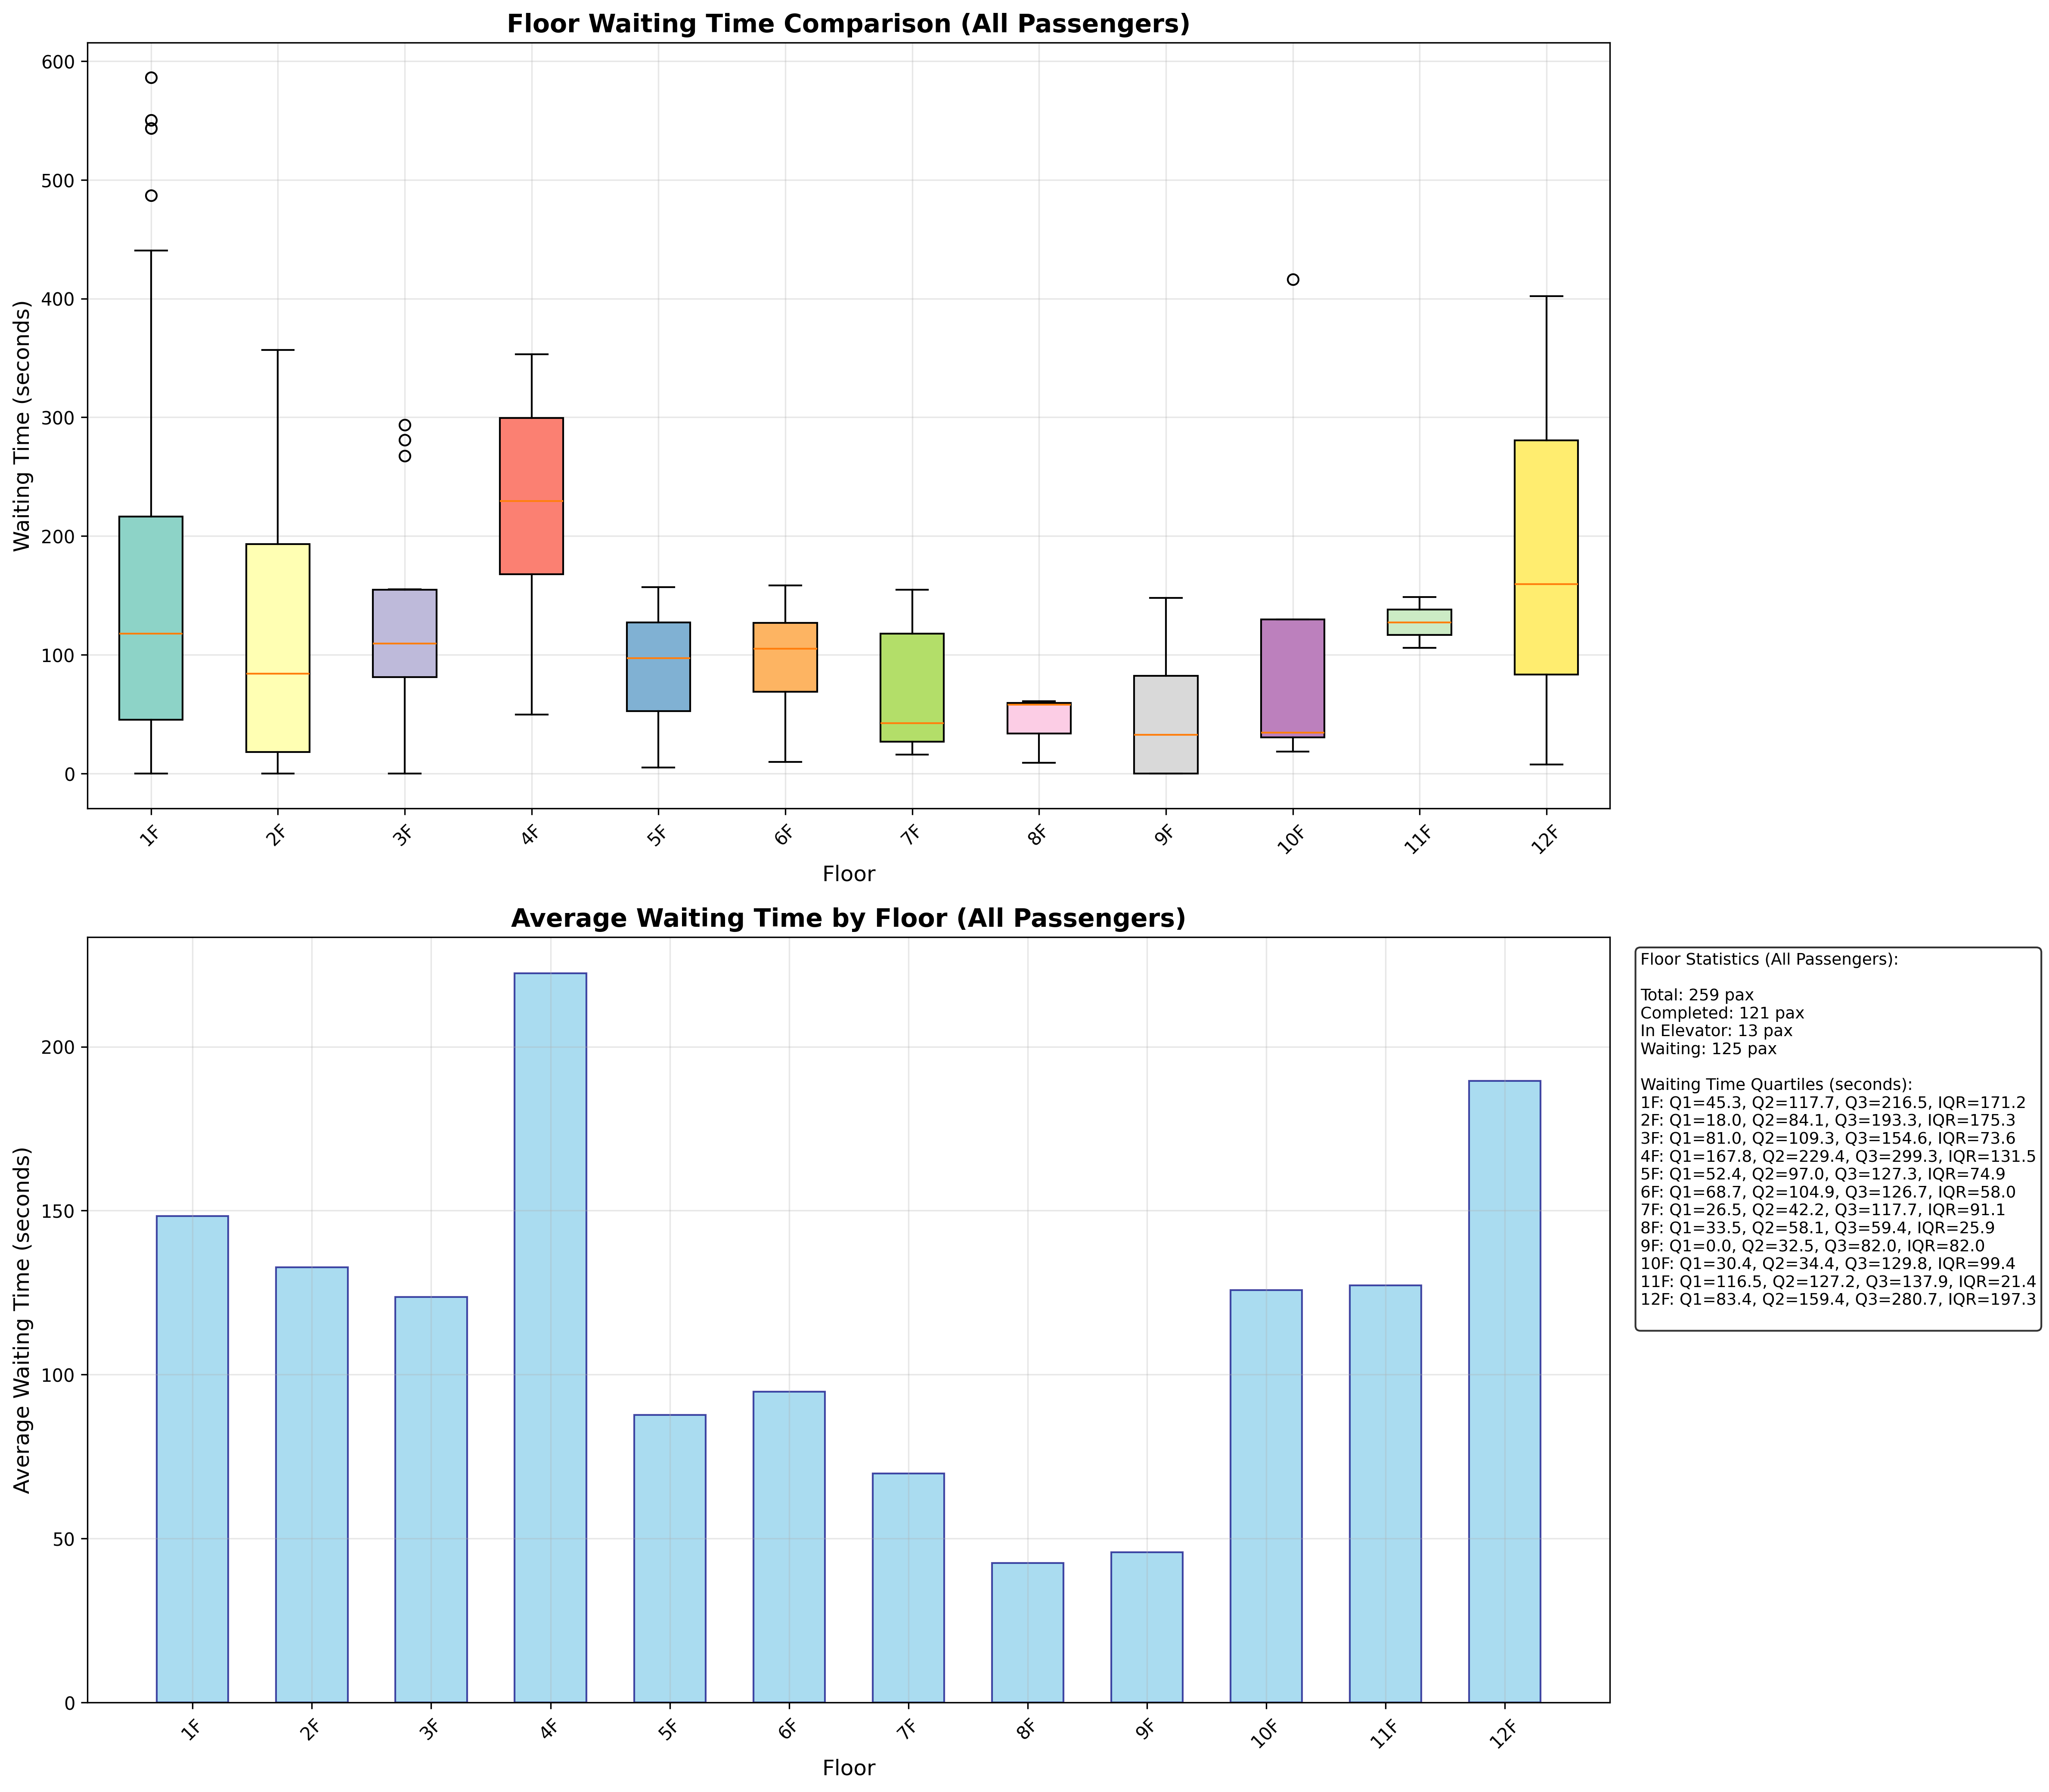 Floor Waiting Time Comparison (All Passengers)
600
500
400
300
200
100
0
Waiting Time (seconds)
1F
2F
3F
4F
5F
6F
7F
8F
9F
10F
11F
12F
Floor
Average Waiting Time by Floor (All Passengers)
200
150
100
50
0
Average Waiting Time (seconds)
1F
2F
3F
4F
5F
6F
7F
8F
9F
10F
11F
12F
Floor
Floor Statistics (All Passengers):
Total: 259 pax
Completed: 121 pax
In Elevator: 13 pax
Waiting: 125 pax
Waiting Time Quartiles (seconds):
1F: Q1=45.3, Q2=117.7, Q3=216.5, IQR=171.2
2F: Q1=18.0, Q2=84.1, Q3=193.3, IQR=175.3
3F: Q1=81.0, Q2=109.3, Q3=154.6, IQR=73.6
4F: Q1=167.8, Q2=229.4, Q3=299.3, IQR=131.5
5F: Q1=52.4, Q2=97.0, Q3=127.3, IQR=74.9
6F: Q1=68.7, Q2=104.9, Q3=126.7, IQR=58.0
7F: Q1=26.5, Q2=42.2, Q3=117.7, IQR=91.1
8F: Q1=33.5, Q2=58.1, Q3=59.4, IQR=25.9
9F: Q1=0.0, Q2=32.5, Q3=82.0, IQR=82.0
10F: Q1=30.4, Q2=34.4, Q3=129.8, IQR=99.4
11F: Q1=116.5, Q2=127.2, Q3=137.9, IQR=21.4
12F: Q1=83.4, Q2=159.4, Q3=280.7, IQR=197.3